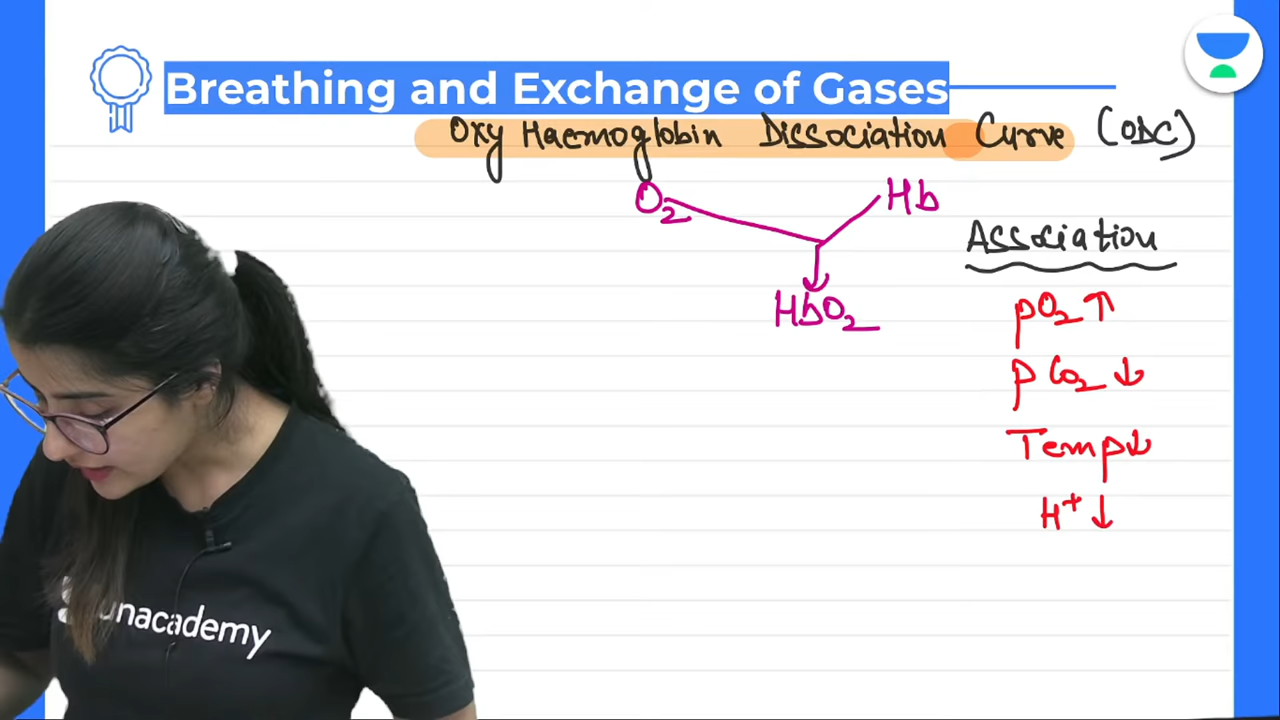 Breathing and Exchange of Gases
Oxy Haemoglobin Dissociation Curve (ODC)
O2 Hb
HbO2
Association
pO2 ↑
pCo2 ↓
Temp↓
H+ ↓
unacademy